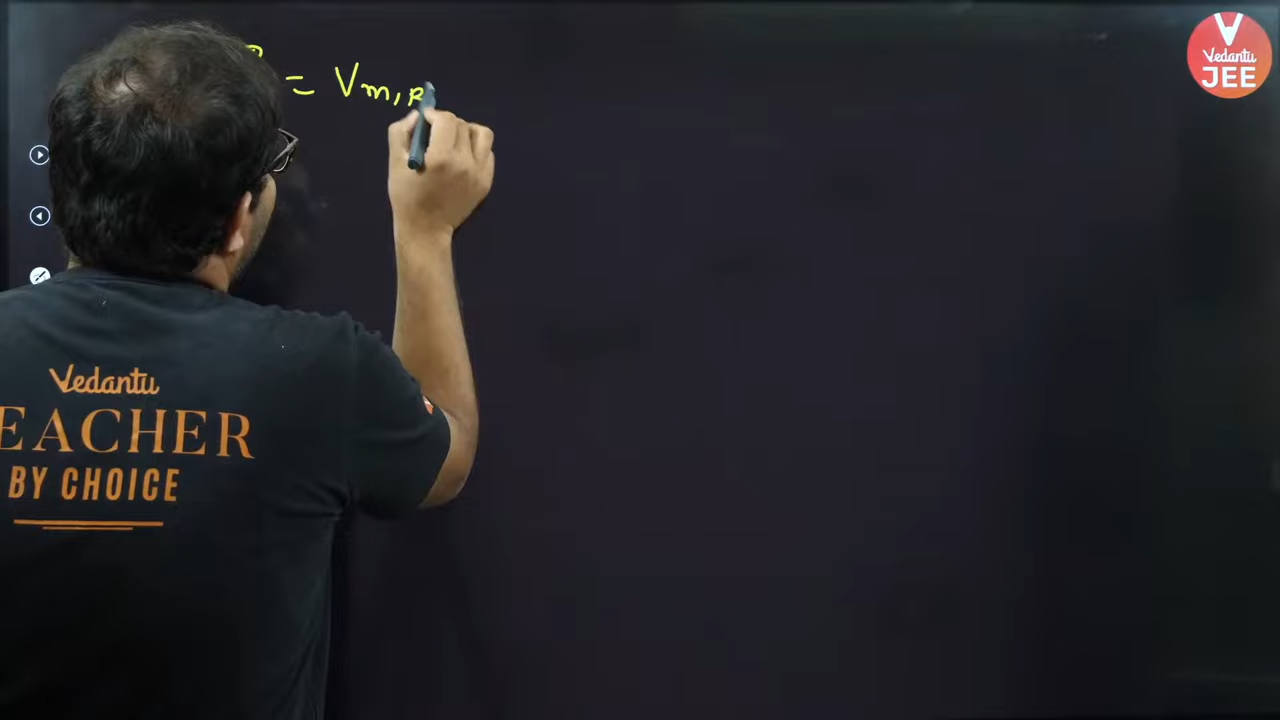 = Vm,R
Vedantu
JEE
Vedantu
EACHER
BY CHOICE